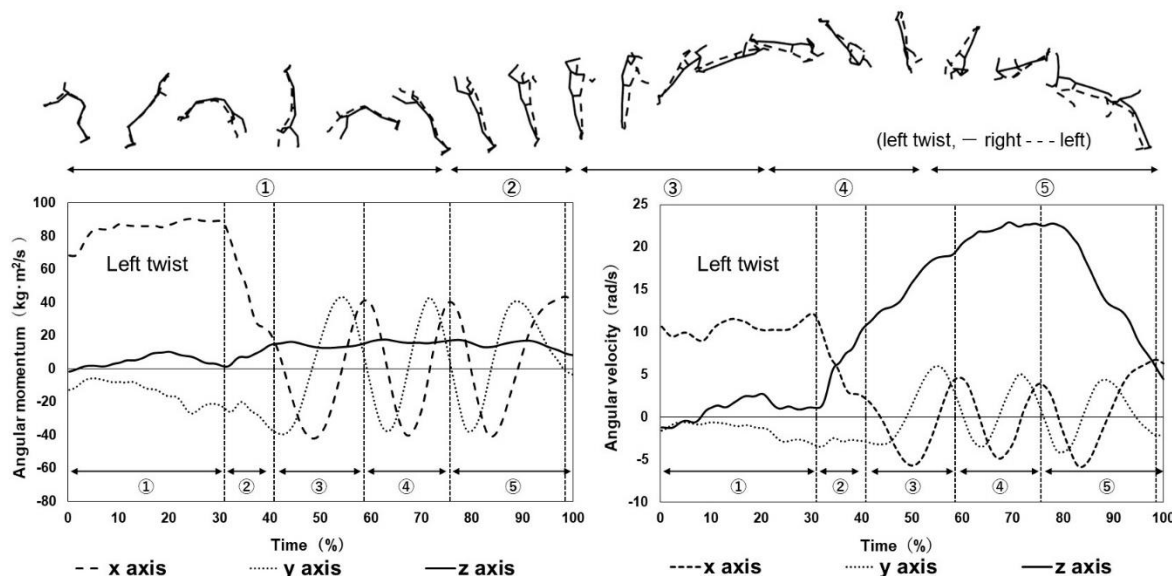 (left twist, — right - - - left)
① ② ③ ④ ⑤
Angular momentum (kg·m²/s)
100
80
60
40
20
0
-20
-40
-60
-80
Left twist
① ② ③ ④ ⑤
0 10 20 30 40 50 60 70 80 90 100
Time (%)
x axis y axis z axis
Angular velocity (rad/s)
25
20
15
10
5
0
-5
-10
Left twist
① ② ③ ④ ⑤
0 10 20 30 40 50 60 70 80 90 100
Time (%)
x axis y axis z axis